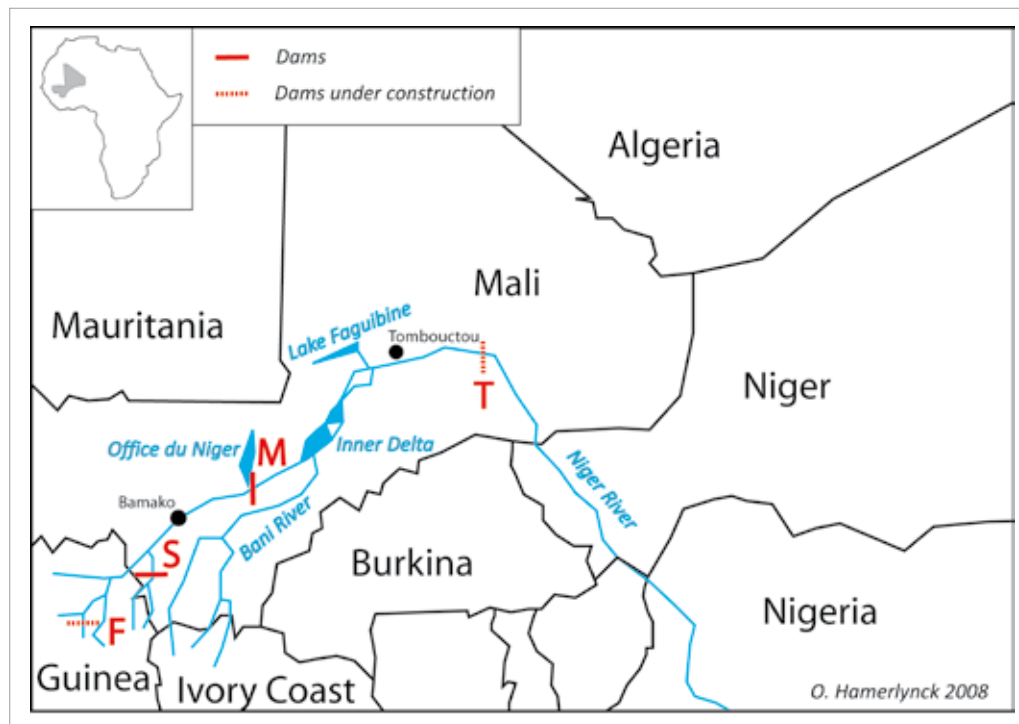 Dams
Dams under construction
Algeria
Mali
Mauritania
Lake Faguibine
Tombouctou
Niger
T
Office du Niger
M
Inner Delta
Niger River
Bamako
Bani River
S
Burkina
F
Nigeria
Guinea
Ivory Coast
O. Hamerlynck 2008